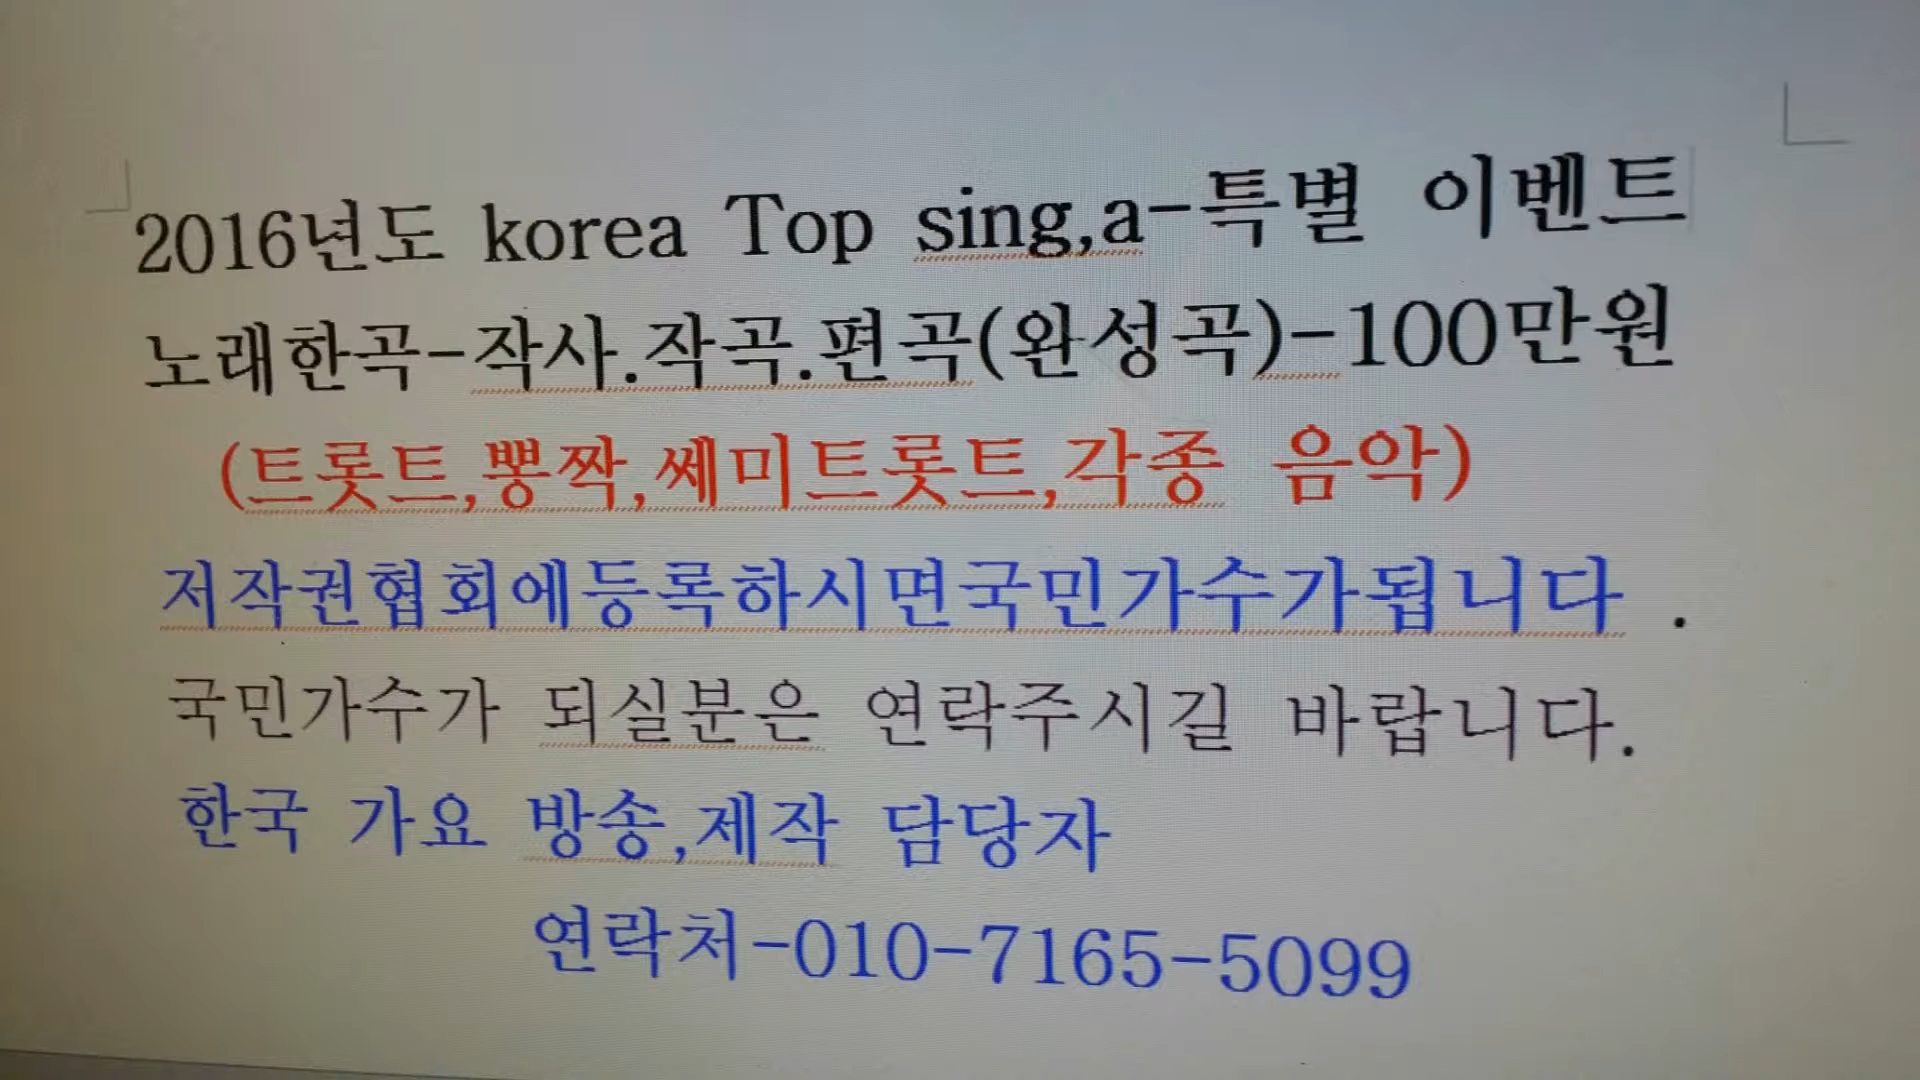 2016년도 korea Top sing,a-특별 이벤트
노래한곡-작사.작곡.편곡(완성곡)-100만원
(트롯트,뽕짝,쎄미트롯트,각종 음악)
저작권협회에등록하시면국민가수가됩니다 .
국민가수가 되실분은 연락주시길 바랍니다.
한국 가요 방송,제작 담당자
연락처-010-7165-5099